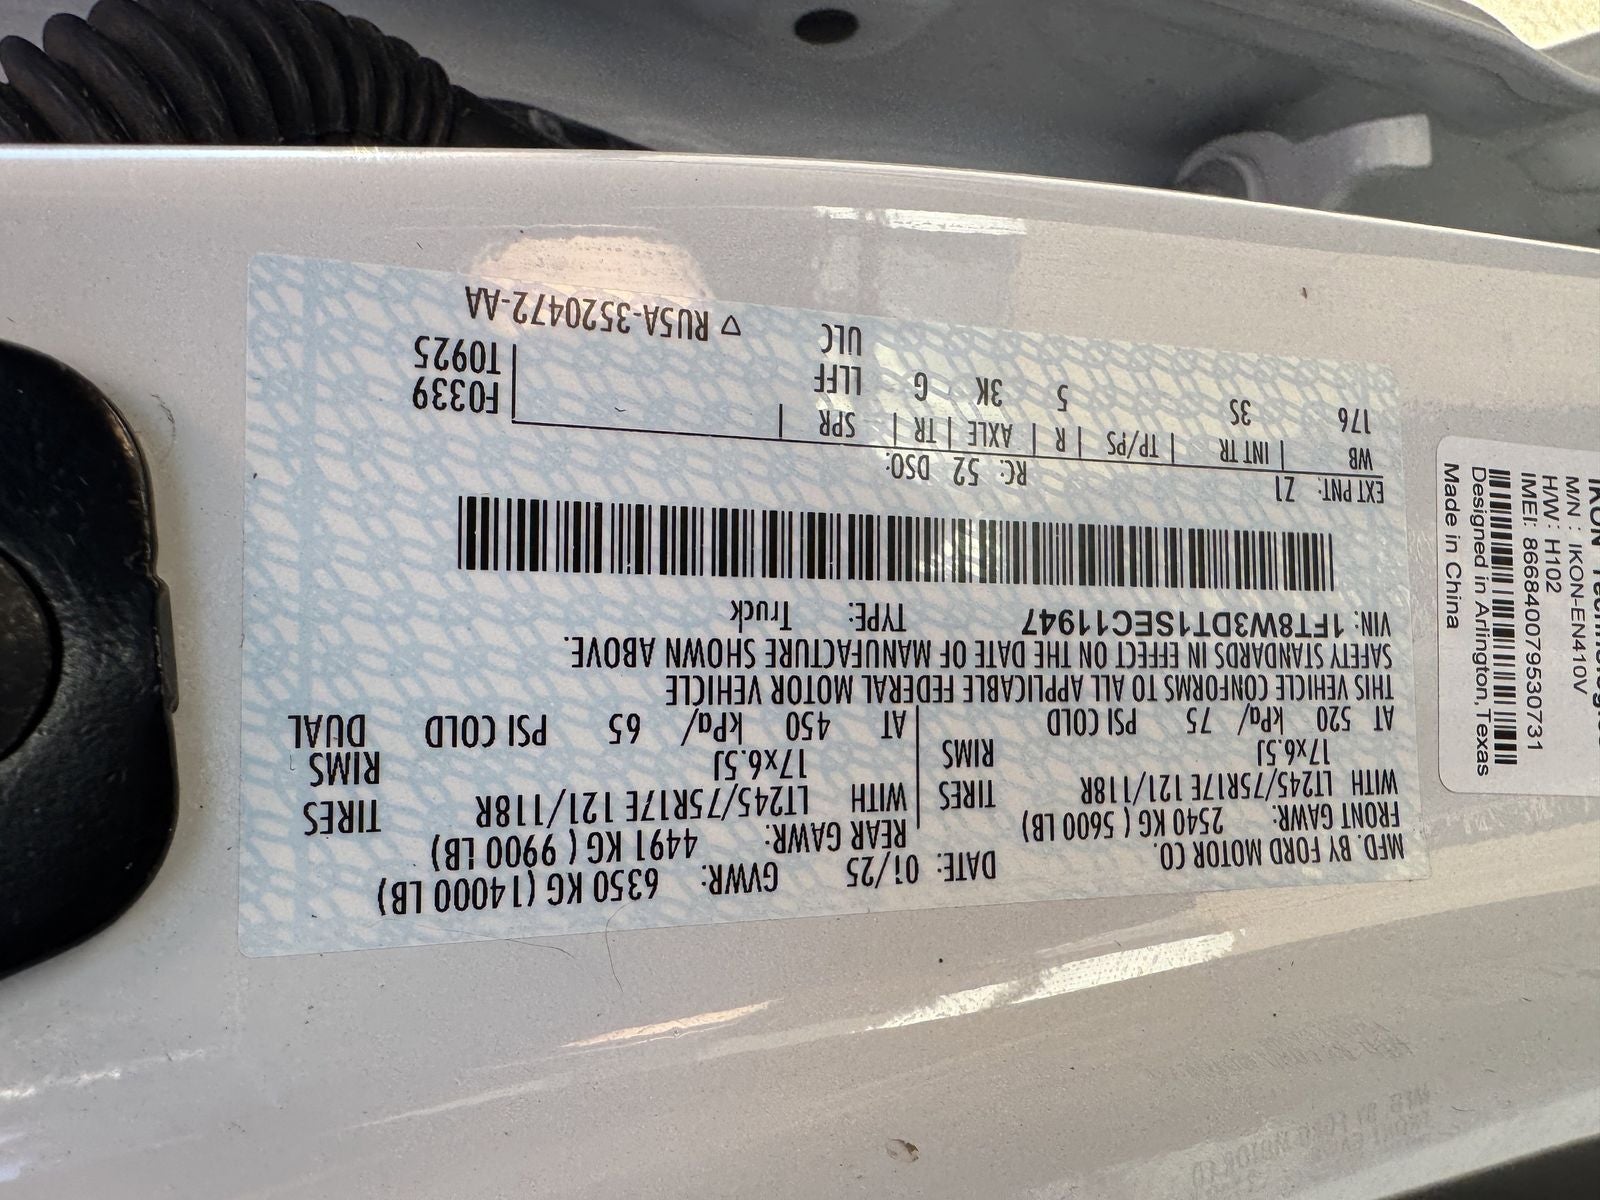 MFD. BY FORD MOTOR CO.
DATE: 01/25 GVWR: 6350 KG (14000 LB)
FRONT GAWR: 2540 KG (5600 LB)
REAR GAWR: 4491 KG (9900 LB)
WITH LT245/75R17E 121/118R TIRES
WITH LT245/75R17E 121/118R TIRES
17x6.5J RIMS
17x6.5J RIMS
AT 520 kPa/ 75 PSI COLD
AT 450 kPa/ 65 PSI COLD DUAL
THIS VEHICLE CONFORMS TO ALL APPLICABLE FEDERAL MOTOR VEHICLE
SAFETY STANDARDS IN EFFECT ON THE DATE OF MANUFACTURE SHOWN ABOVE.
VIN: 1FT8W3DT1SEC11947 TYPE: Truck
EXT PNT: Z1 RC: 52 DSO:
WB | INT TR | TP/PS | R | AXLE | TR | SPR | F0339
176 3S 5 3K G LLFF T0925
ULC
▽ RU5A-3520472-AA
M/N : IKON-EN410V
H/W : H102
IMEI: 866840079530731
Designed in Arlington, Texas
Made in China